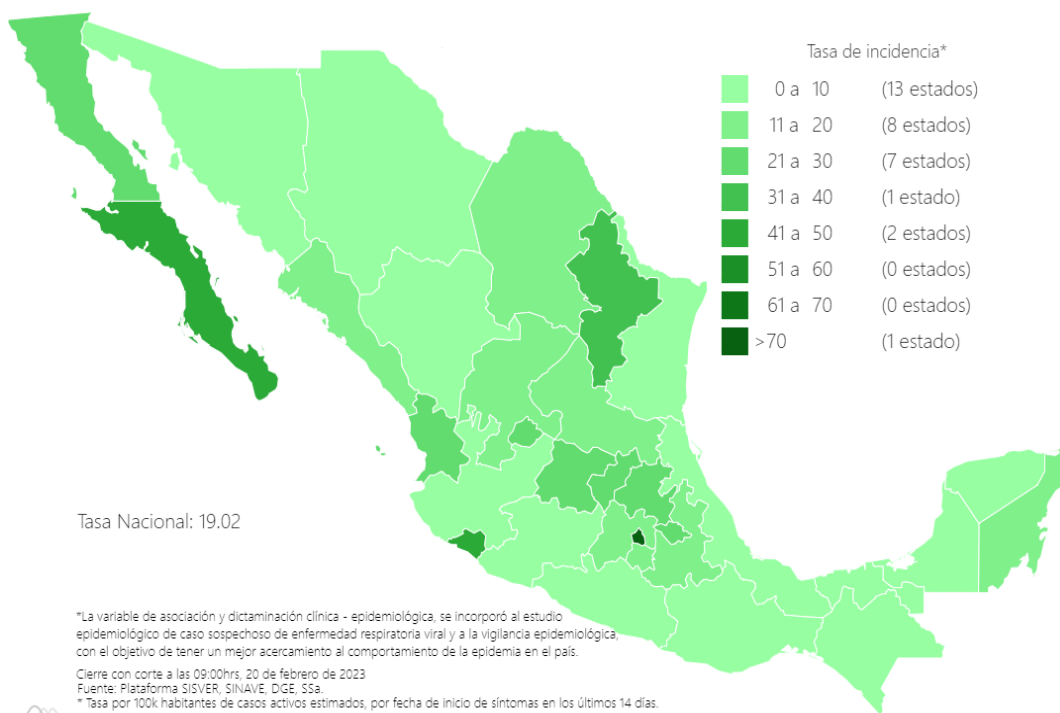 Tasa de incidencia*
0 a 10 (13 estados)
11 a 20 (8 estados)
21 a 30 (7 estados)
31 a 40 (1 estado)
41 a 50 (2 estados)
51 a 60 (0 estados)
61 a 70 (0 estados)
>70 (1 estado)
Tasa Nacional: 19.02
*La variable de asociación y dictaminación clínica - epidemiológica, se incorporó al estudio
epidemiológico de caso sospechoso de enfermedad respiratoria viral y a la vigilancia epidemiológica,
con el objetivo de tener un mejor acercamiento al comportamiento de la epidemia en el país.
Cierre con corte a las 09:00hrs, 20 de febrero de 2023
Fuente: Plataforma SISVER, SINAVE, DGE, SSa.
* Tasa por 100k habitantes de casos activos estimados, por fecha de inicio de síntomas en los últimos 14 días.